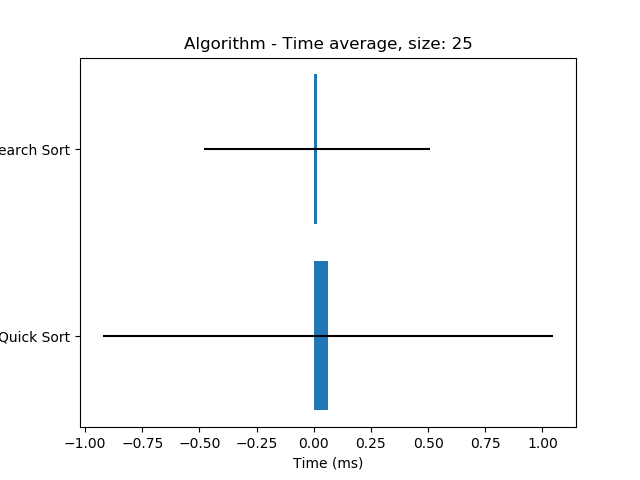 Algorithm - Time average, size: 25
earch Sort
Quick Sort
−1.00 −0.75 −0.50 −0.25 0.00 0.25 0.50 0.75 1.00
Time (ms)